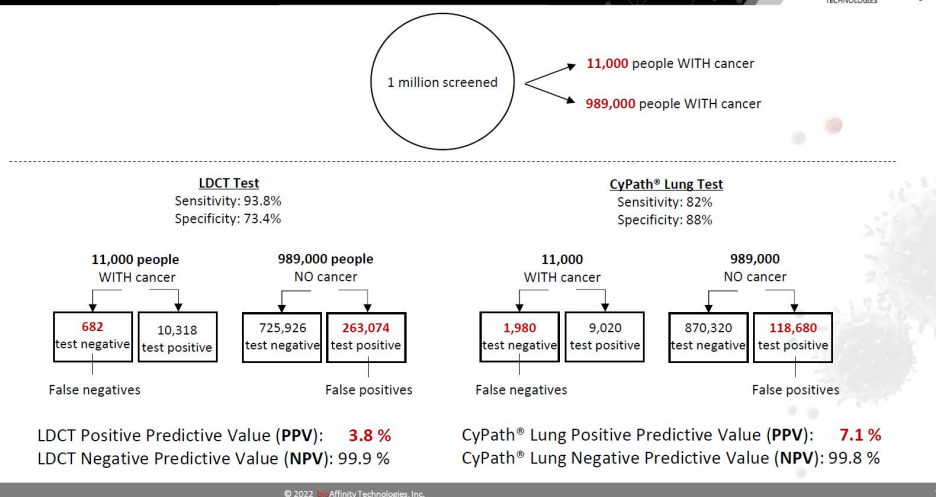 TECHNOLOGIES
1 million screened
11,000 people WITH cancer
989,000 people WITH cancer
LDCT Test
Sensitivity: 93.8%
Specificity: 73.4%
CyPath® Lung Test
Sensitivity: 82%
Specificity: 88%
11,000 people
WITH cancer
989,000 people
NO cancer
11,000
WITH cancer
989,000
NO cancer
682
test negative
10,318
test positive
725,926
test negative
263,074
test positive
1,980
test negative
9,020
test positive
870,320
test negative
118,680
test positive
False negatives
False positives
False negatives
False positives
LDCT Positive Predictive Value (PPV): 3.8 %
LDCT Negative Predictive Value (NPV): 99.9 %
CyPath® Lung Positive Predictive Value (PPV): 7.1 %
CyPath® Lung Negative Predictive Value (NPV): 99.8 %
© 2022 bioAffinity Technologies, Inc.